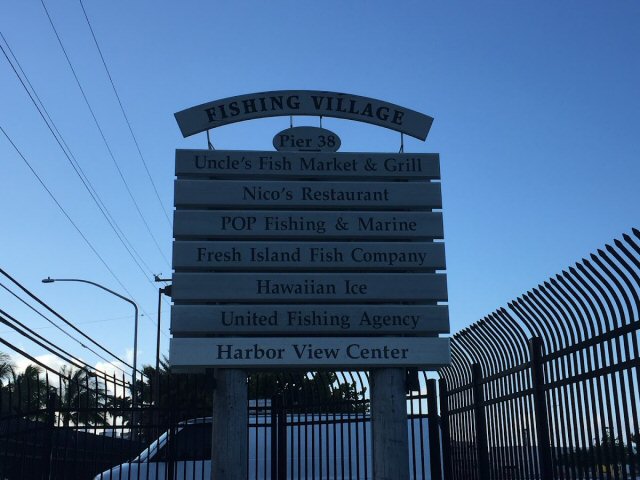 FISHING VILLAGE
Pier 38
Uncle's Fish Market & Grill
Nico's Restaurant
POP Fishing & Marine
Fresh Island Fish Company
Hawaiian Ice
United Fishing Agency
Harbor View Center